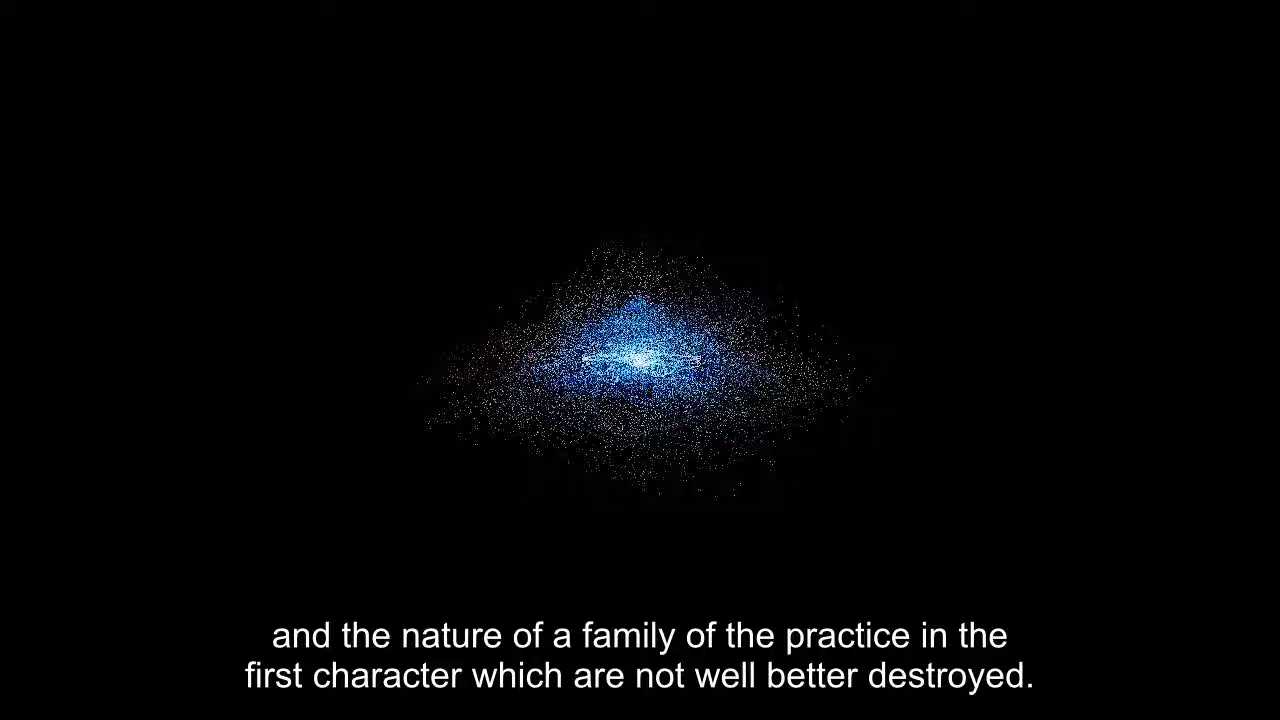 and the nature of a family of the practice in the
first character which are not well better destroyed.